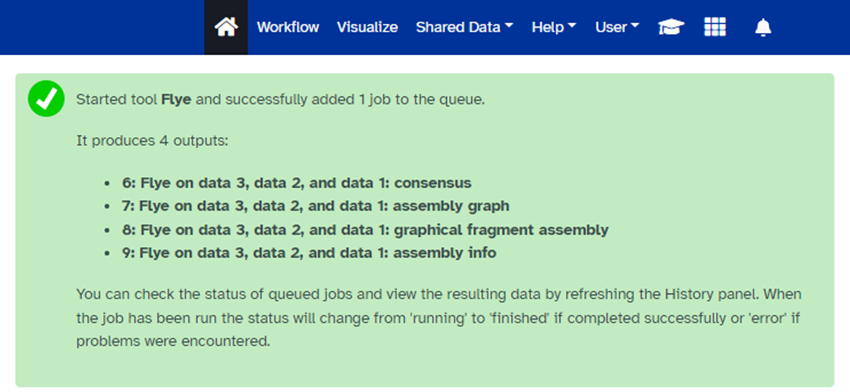 Workflow Visualize Shared Data Help User
Started tool Flye and successfully added 1 job to the queue.
It produces 4 outputs:
• 6: Flye on data 3, data 2, and data 1: consensus
• 7: Flye on data 3, data 2, and data 1: assembly graph
• 8: Flye on data 3, data 2, and data 1: graphical fragment assembly
• 9: Flye on data 3, data 2, and data 1: assembly info
You can check the status of queued jobs and view the resulting data by refreshing the History panel. When
the job has been run the status will change from 'running' to 'finished' if completed successfully or 'error' if
problems were encountered.